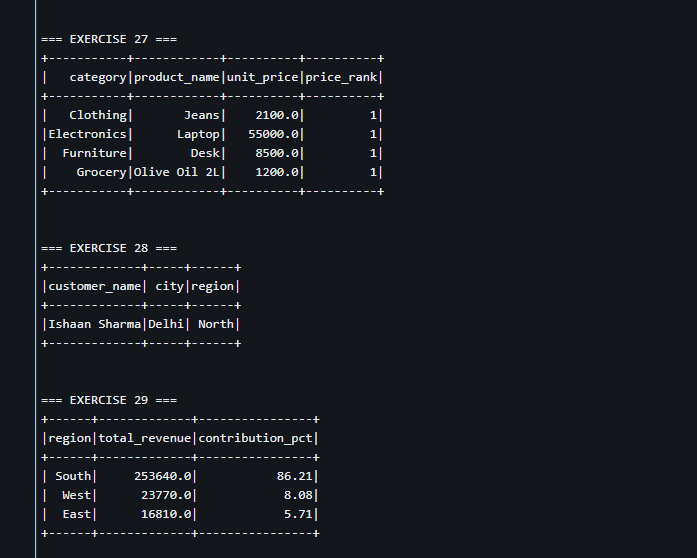 === EXERCISE 27 ===
+-----------+------------+----------+----------+
|   category|product_name|unit_price|price_rank|
+-----------+------------+----------+----------+
|   Clothing|       Jeans|    2100.0|         1|
|Electronics|      Laptop|   55000.0|         1|
|  Furniture|        Desk|    8500.0|         1|
|    Grocery|Olive Oil 2L|    1200.0|         1|
+-----------+------------+----------+----------+
=== EXERCISE 28 ===
+-------------+-----+------+
|customer_name| city|region|
+-------------+-----+------+
|Ishaan Sharma|Delhi| North|
+-------------+-----+------+
=== EXERCISE 29 ===
+------+-------------+----------------+
|region|total_revenue|contribution_pct|
+------+-------------+----------------+
| South|     253640.0|           86.21|
|  West|      23770.0|            8.08|
|  East|      16810.0|            5.71|
+------+-------------+----------------+